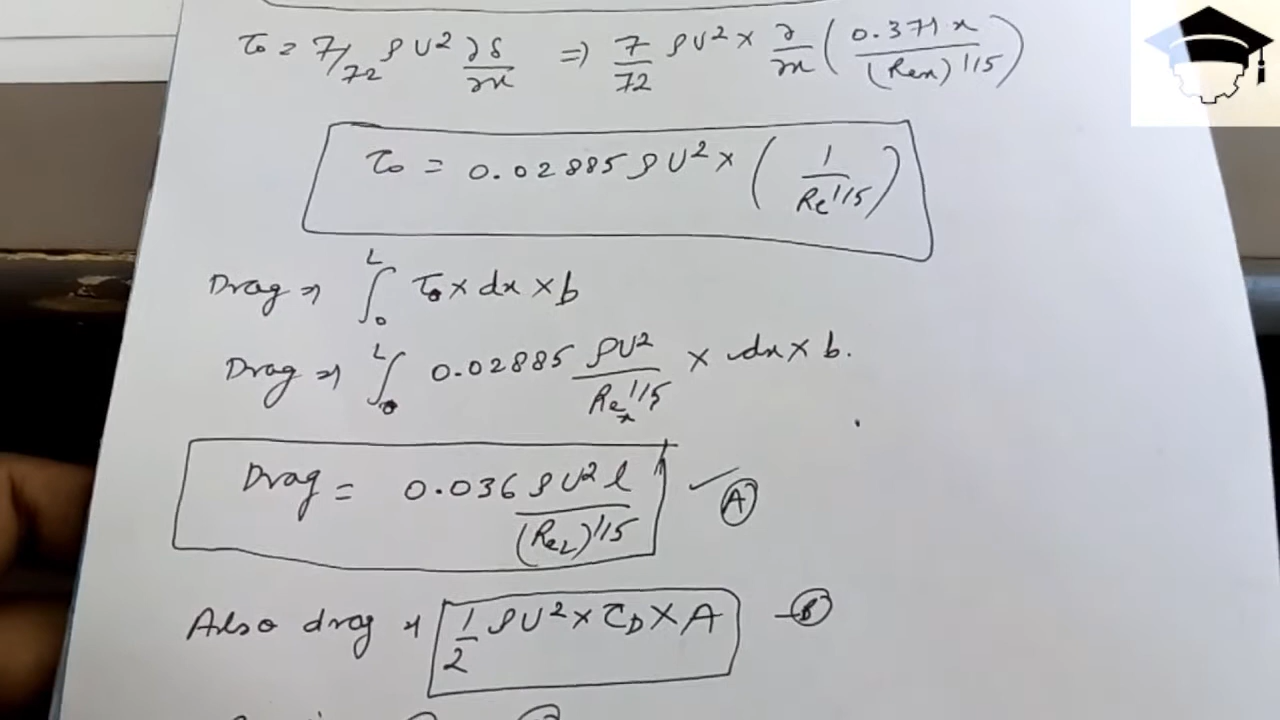 τ₀ = 7/72 ρU² ∂δ/∂x ⇒ 7/72 ρU² × ∂/∂x (0.371x/(Rex)^1/5)
τ₀ = 0.02885 ρU² × (1/Re^1/5)
Drag ⇒ ∫₀ᴸ τ₀ × dx × b
Drag ⇒ ∫₀ᴸ 0.02885 ρU²/Reₓ^1/5 × dx × b.
Drag = 0.036 ρU² l/(Re_L)^1/5 ✓ Ⓐ
Also drag ⇒ 1/2 ρU² × C_D × A – Ⓑ